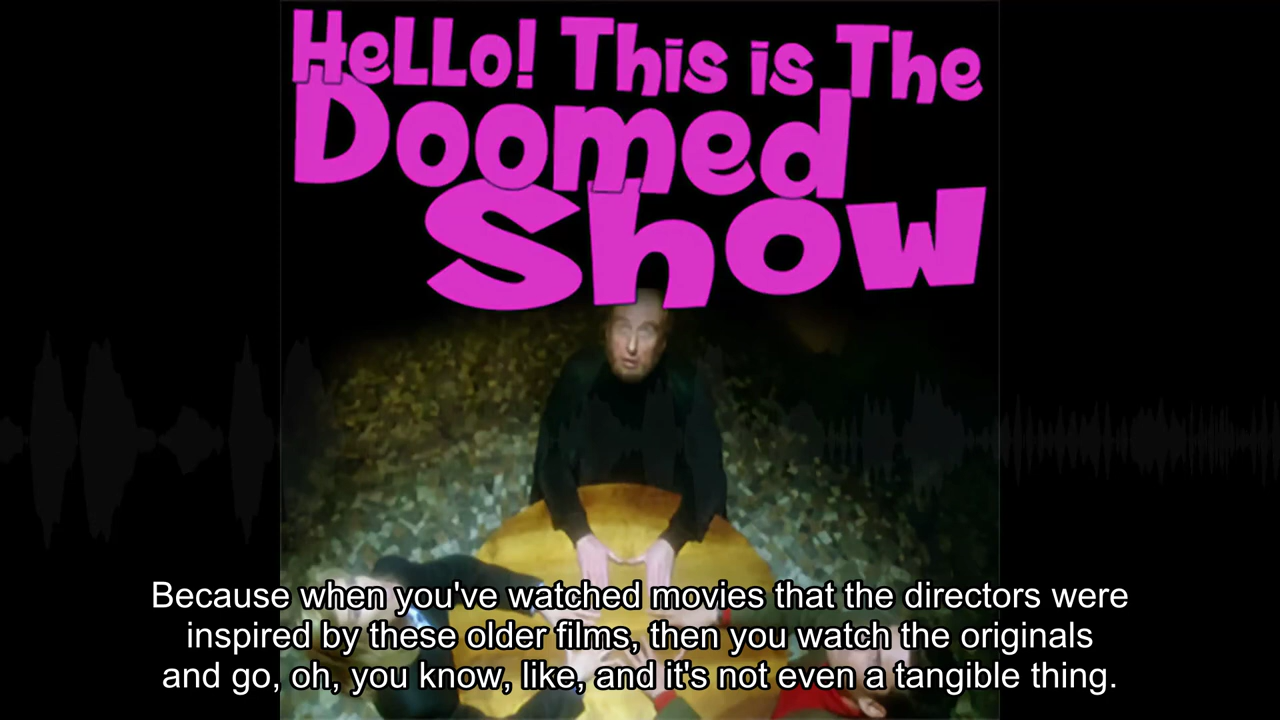 HeLLo! This is The
Doomed
Show
Because when you've watched movies that the directors were
inspired by these older films, then you watch the originals
and go, oh, you know, like, and it's not even a tangible thing.